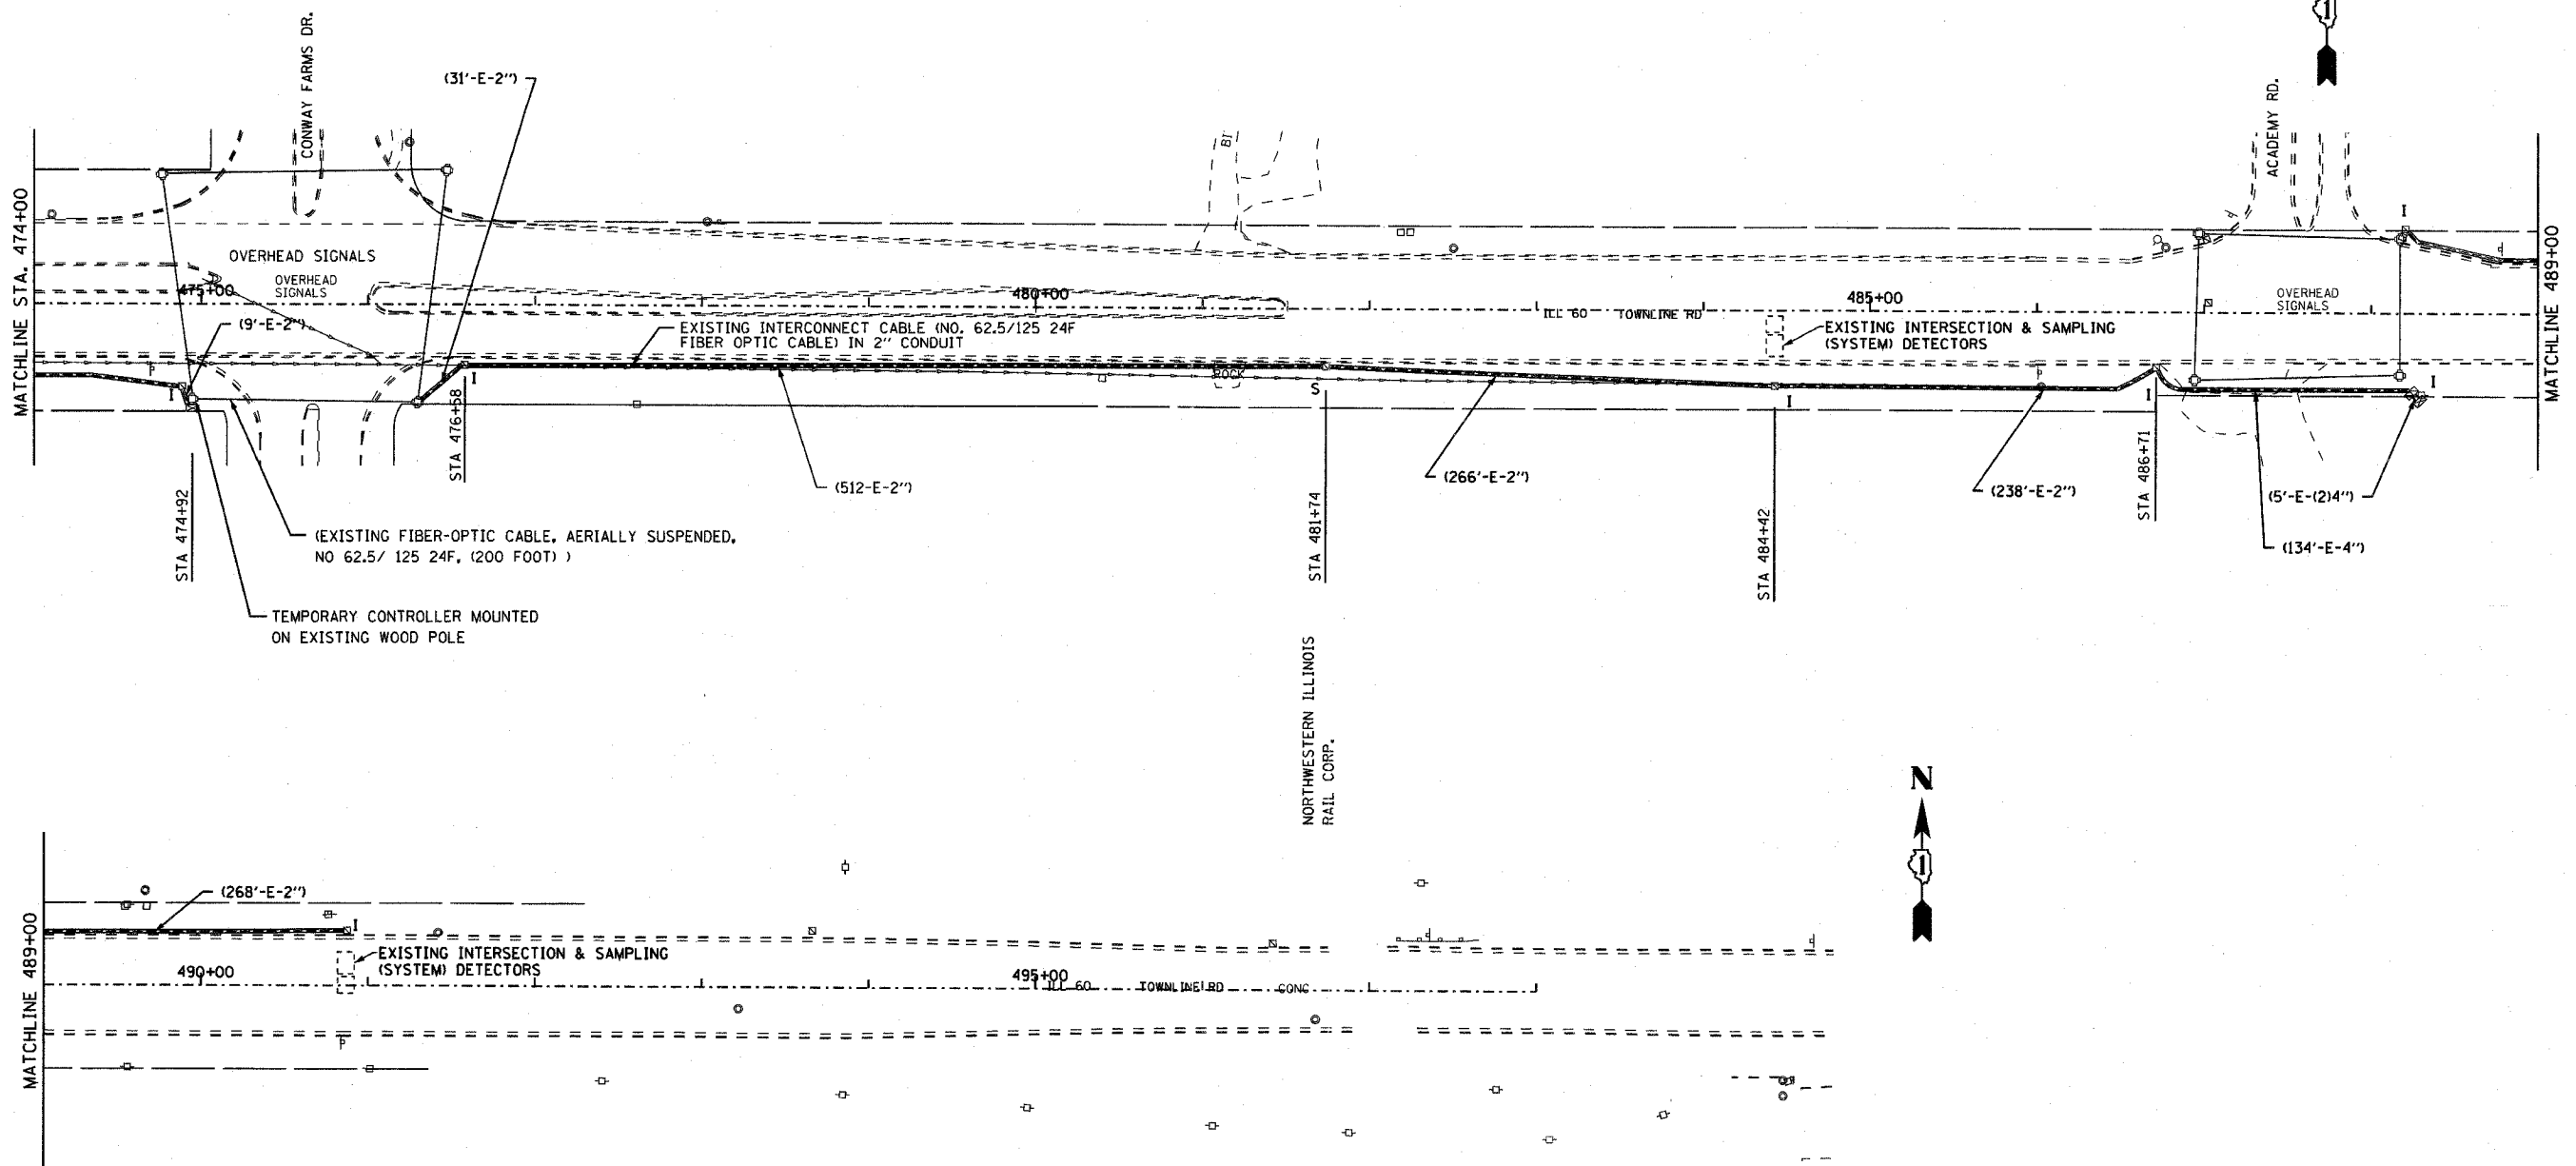 CONWAY FARMS DR.
(31'-E-2")
ACADEMY RD.
1
MATCHLINE STA. 474+00
OVERHEAD SIGNALS
OVERHEAD
SIGNALS
475+00
(9'-E-2")
I
I
EXISTING INTERCONNECT CABLE (NO. 62.5/125 24F
FIBER OPTIC CABLE) IN 2" CONDUIT
480+00
ROCK
S
ILL 60 TOWNLINE RD
485+00
EXISTING INTERSECTION & SAMPLING
(SYSTEM) DETECTORS
I
I
I
I
OVERHEAD
SIGNALS
MATCHLINE 489+00
STA 474+92
STA 476+58
(512-E-2")
STA 481+74
(266'-E-2")
STA 484+42
(238'-E-2")
STA 486+71
(5'-E-(2)4")
(134'-E-4")
(EXISTING FIBER-OPTIC CABLE, AERIALLY SUSPENDED,
NO 62.5/ 125 24F, (200 FOOT) )
TEMPORARY CONTROLLER MOUNTED
ON EXISTING WOOD POLE
NORTHWESTERN ILLINOIS
RAIL CORP.
N
1
MATCHLINE 489+00
(268'-E-2")
I
EXISTING INTERSECTION & SAMPLING
(SYSTEM) DETECTORS
490+00
495+00
ILL 60 TOWNLINE RD CONC